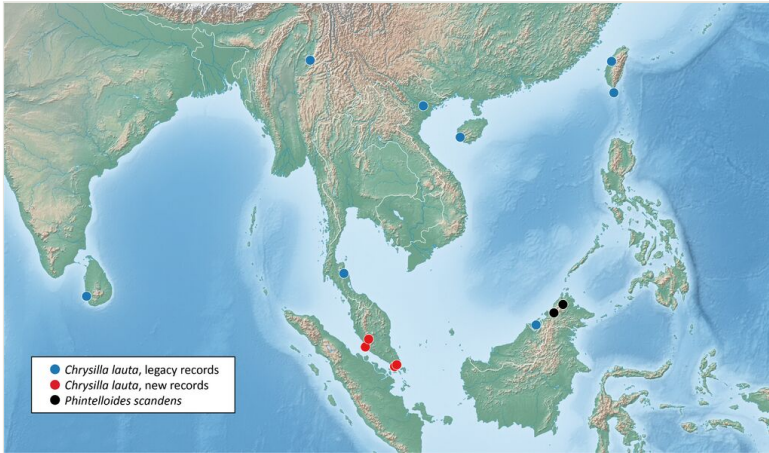 Chrysilla lauta, legacy records
Chrysilla lauta, new records
Phintelloides scandens